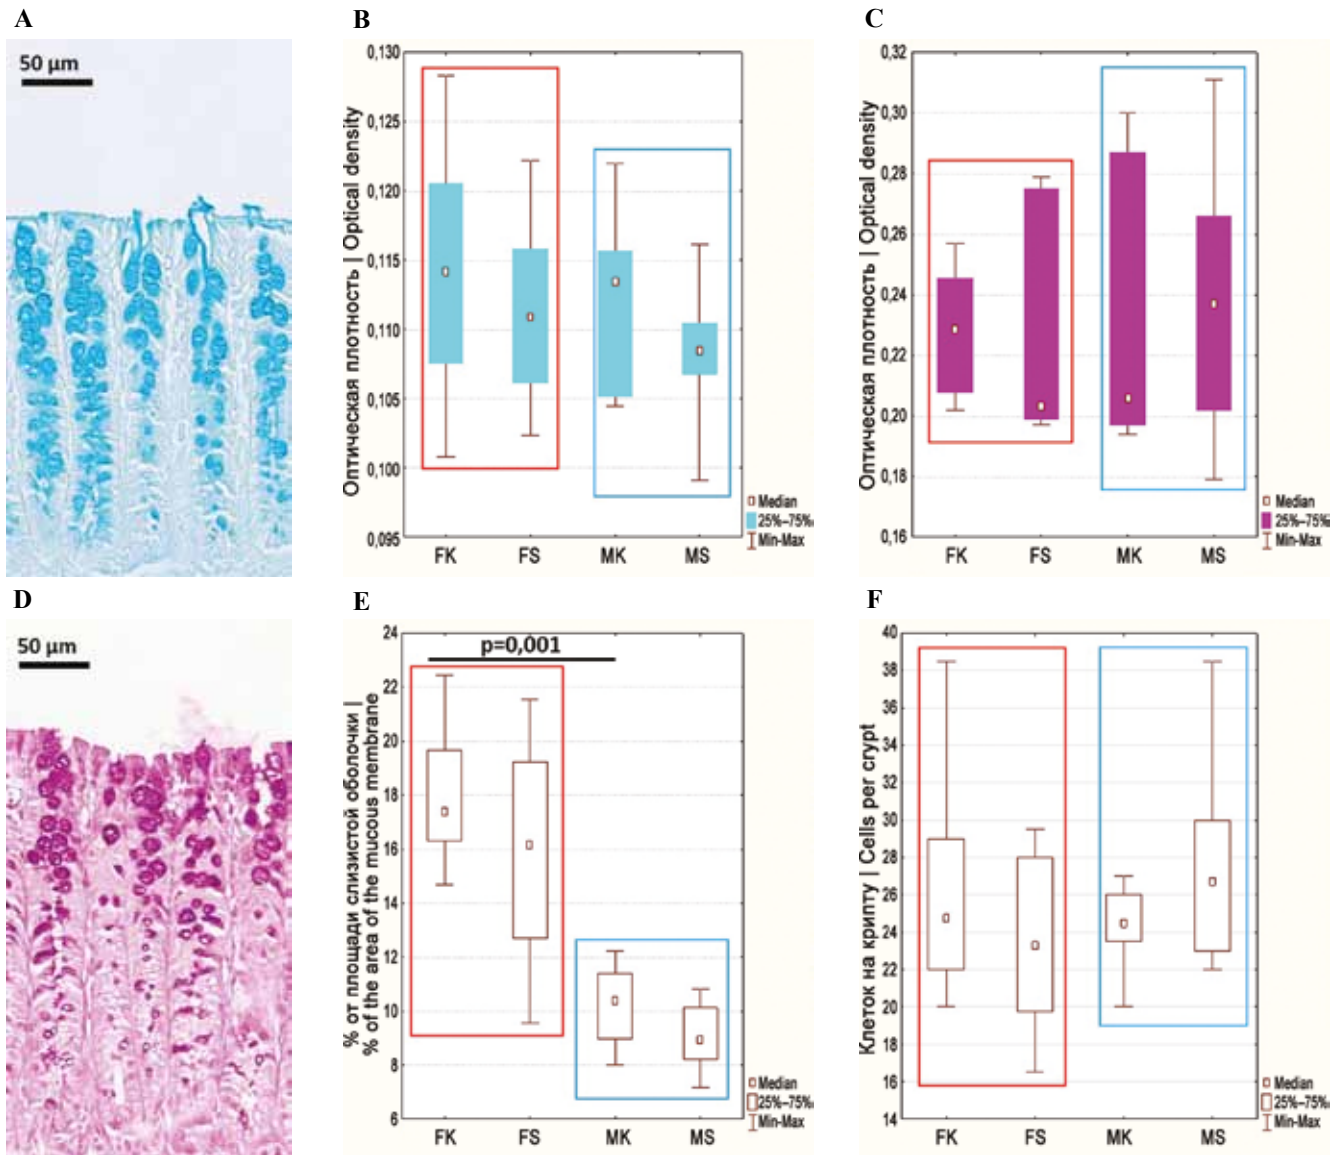 A
50 µm
B
Оптическая плотность | Optical density
0,130
0,125
0,120
0,115
0,110
0,105
0,100
0,095
FK FS MK MS
Median
25%–75%
Min-Max
C
Оптическая плотность | Optical density
0,32
0,30
0,28
0,26
0,24
0,22
0,20
0,18
0,16
FK FS MK MS
Median
25%–75%
Min-Max
D
50 µm
E
% от площади слизистой оболочки |
% of the area of the mucous membrane
24
22
20
18
16
14
12
10
8
6
p=0,001
FK FS MK MS
Median
25%–75%
Min-Max
F
Клеток на крипту | Cells per crypt
40
38
36
34
32
30
28
26
24
22
20
18
16
14
FK FS MK MS
Median
25%–75%
Min-Max